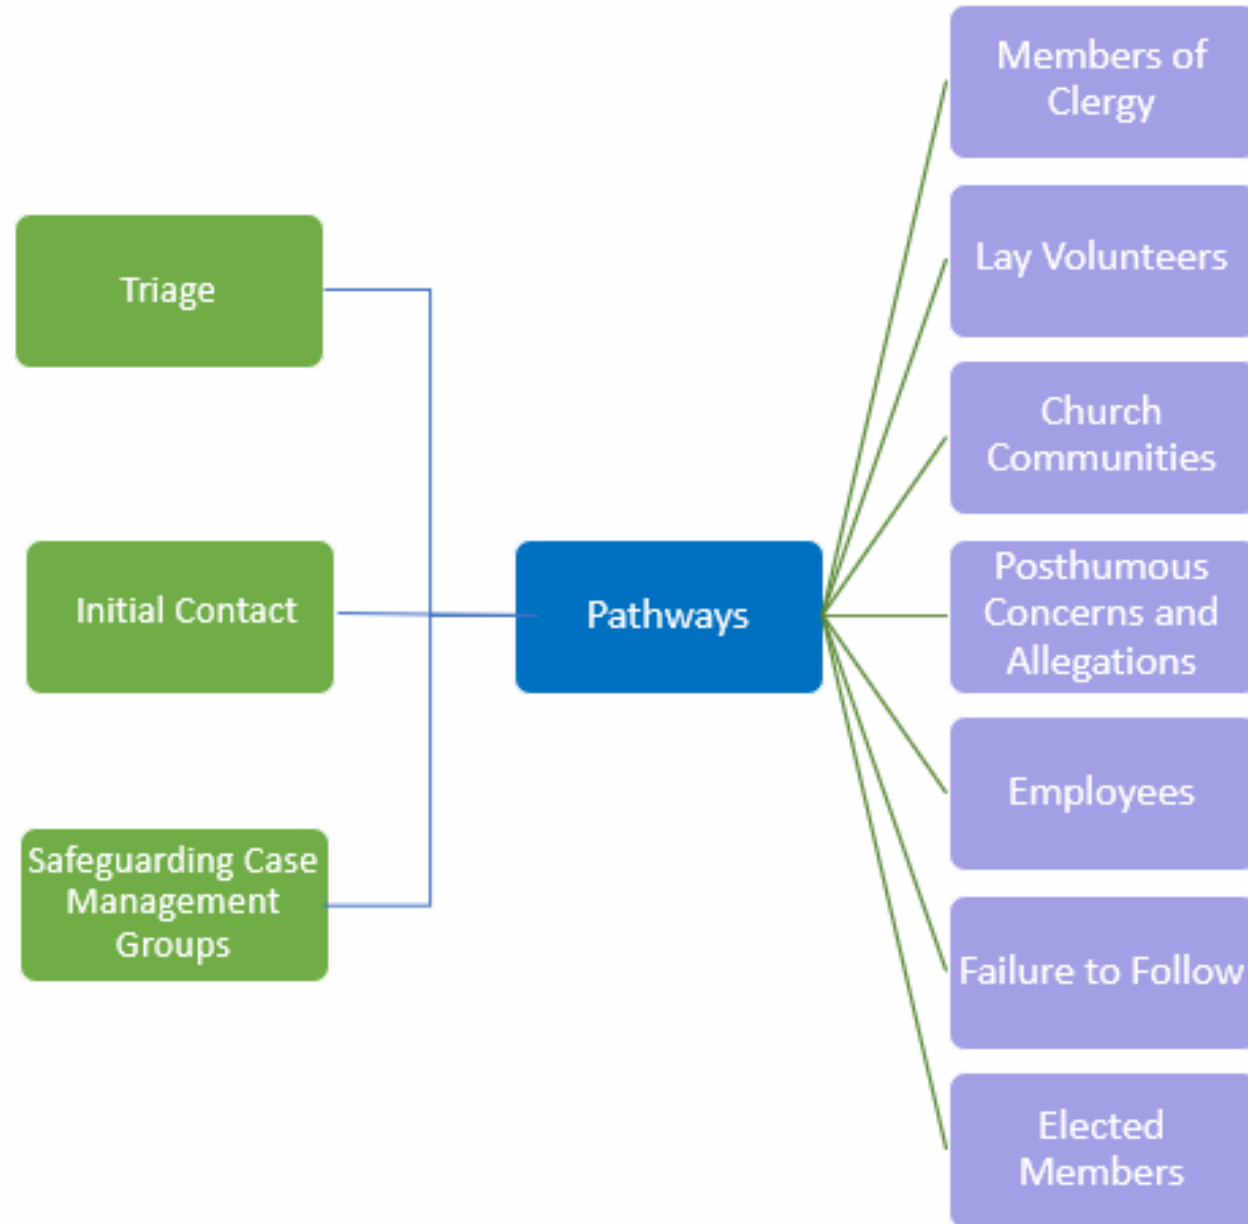 Triage
Initial Contact
Safeguarding Case
Management
Groups
Pathways
Members of
Clergy
Lay Volunteers
Church
Communities
Posthumous
Concerns and
Allegations
Employees
Failure to Follow
Elected
Members